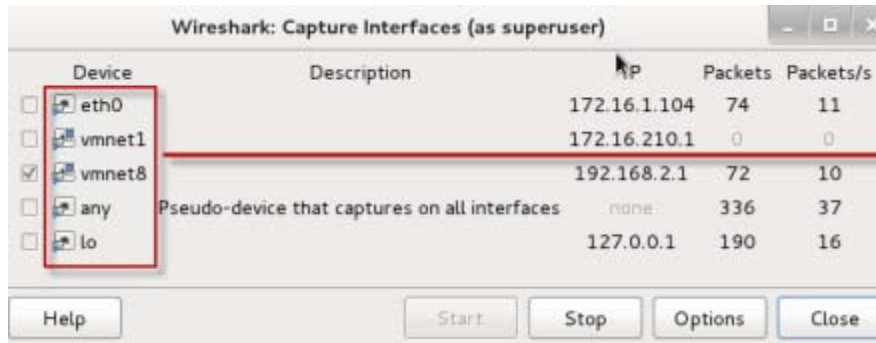 Wireshark: Capture Interfaces (as superuser)
Device Description IP Packets Packets/s
eth0 172.16.1.104 74 11
vmnet1 172.16.210.1 0 0
vmnet8 192.168.2.1 72 10
any Pseudo-device that captures on all interfaces none 336 37
lo 127.0.0.1 190 16
Help Start Stop Options Close